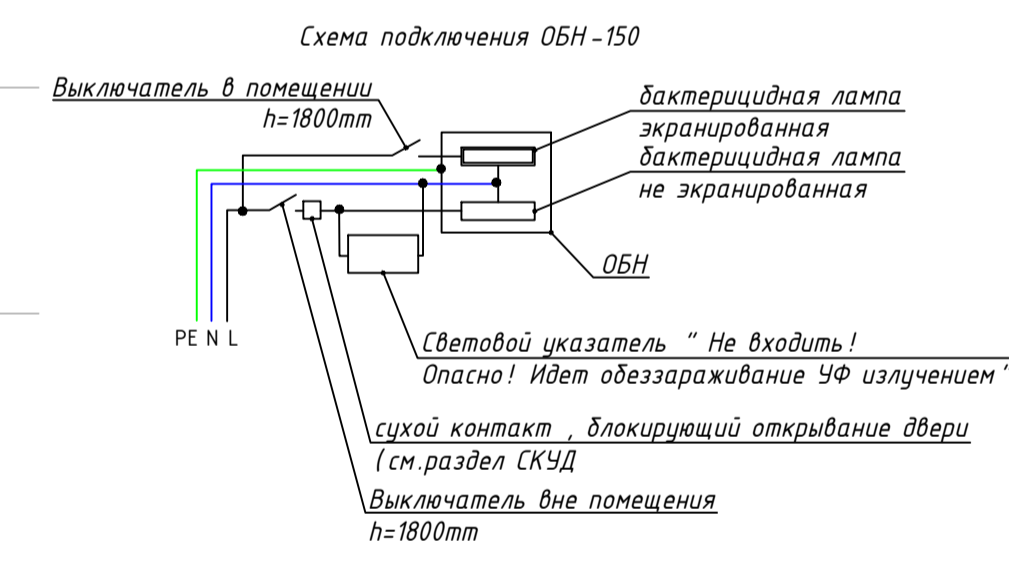 Схема подключения ОБН-150
Выключатель в помещении
h=1800mm
бактерицидная лампа
экранированная
бактерицидная лампа
не экранированная
ОБН
PE N L
Световой указатель " Не входить!
Опасно! Идет обеззараживание УФ излучением"
сухой контакт , блокирующий открывание двери
(см.раздел СКУД
Выключатель вне помещения
h=1800mm